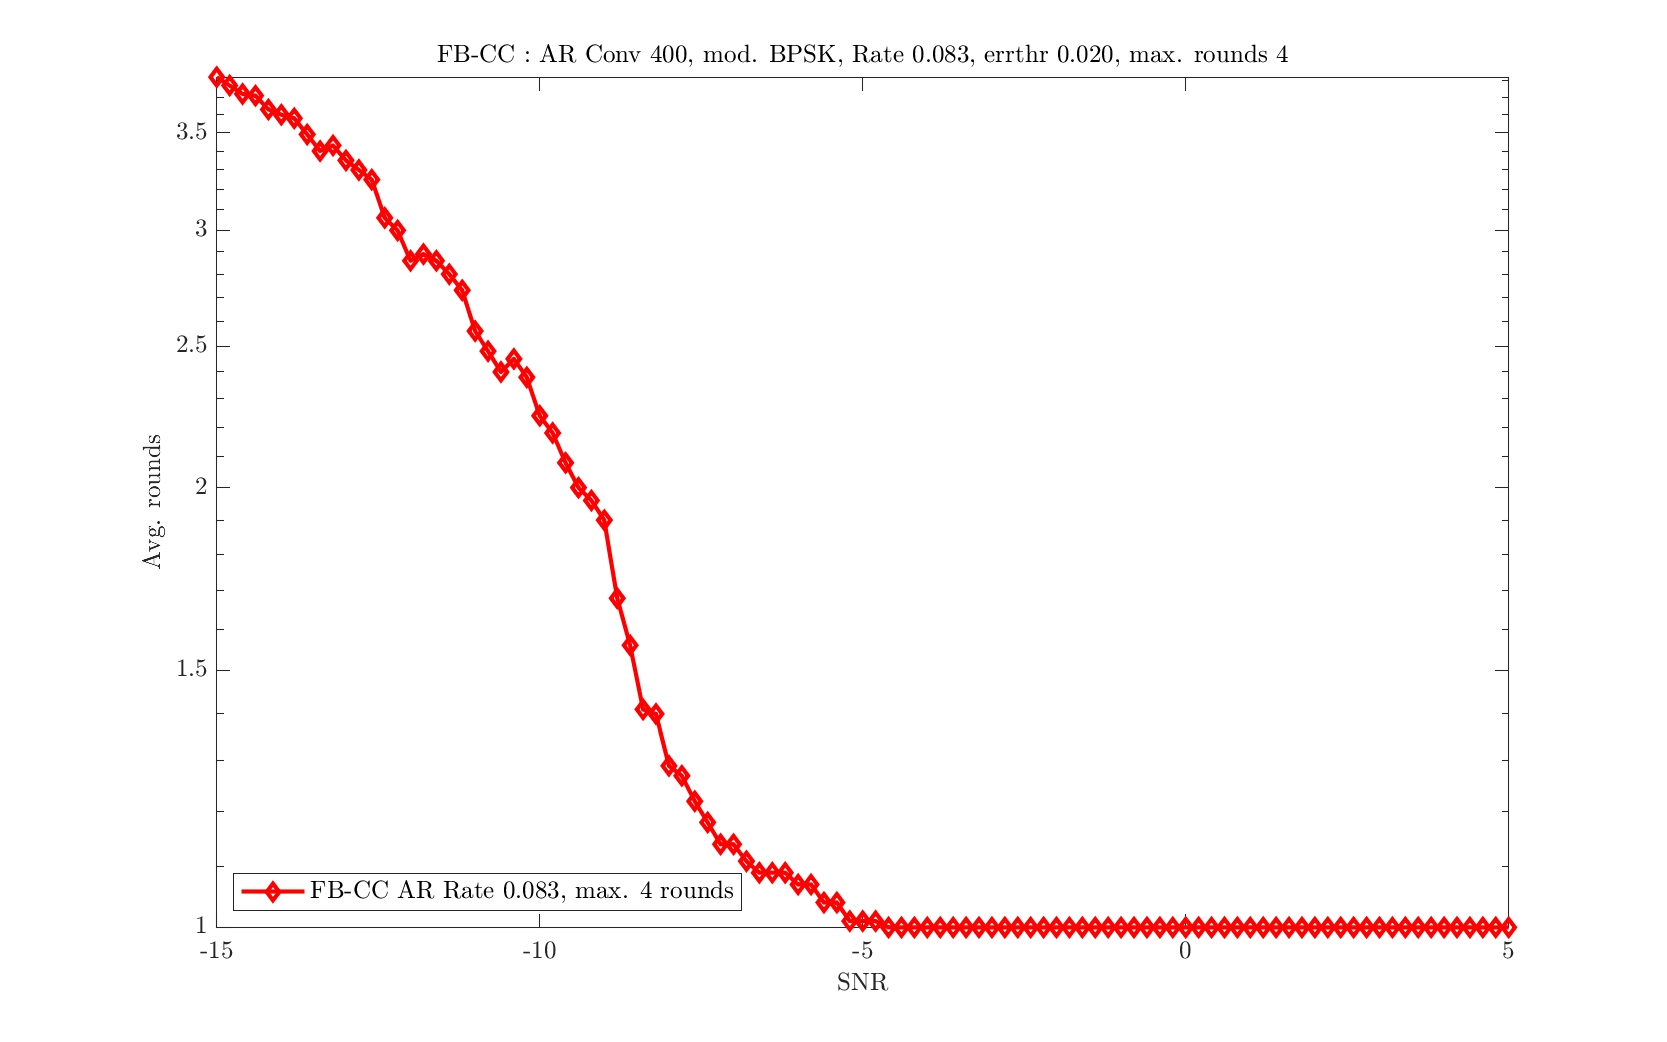 FB-CC : AR Conv 400, mod. BPSK, Rate 0.083, errthr 0.020, max. rounds 4
3.5
3
2.5
2
1.5
1
Avg. rounds
FB-CC AR Rate 0.083, max. 4 rounds
-15
-10
-5
0
5
SNR